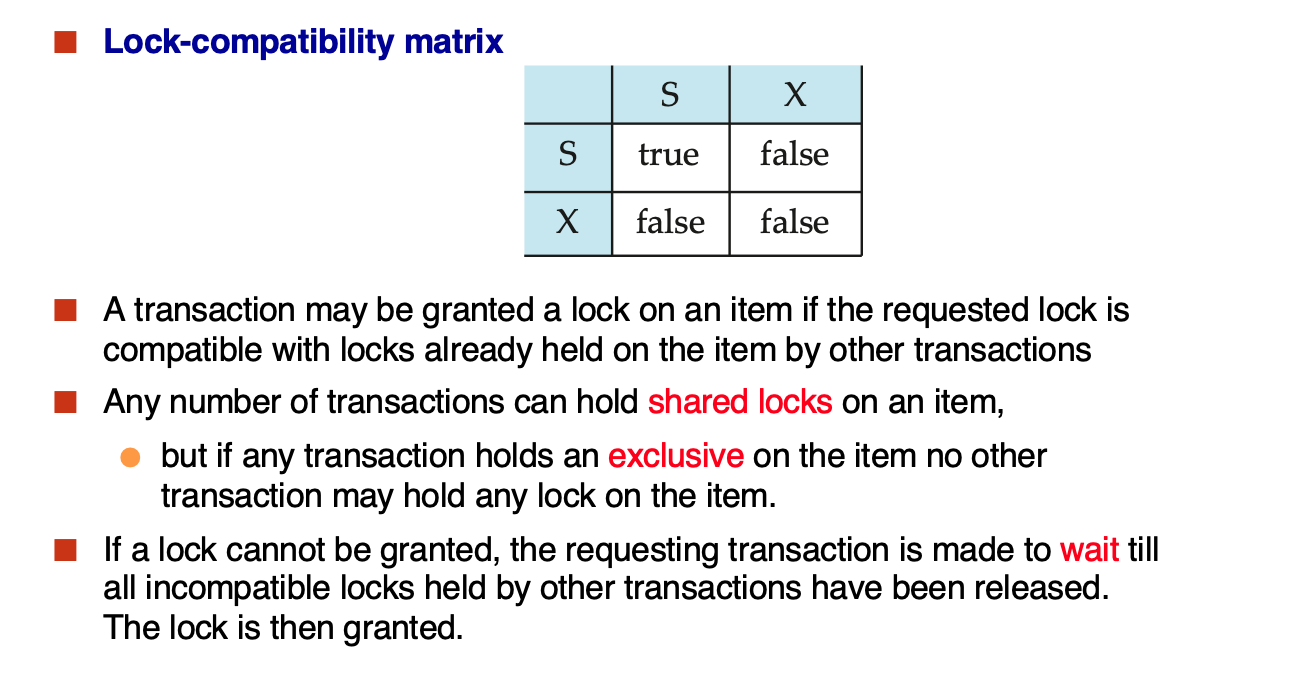 Lock-compatibility matrix
S X
S true false
X false false
A transaction may be granted a lock on an item if the requested lock is
compatible with locks already held on the item by other transactions
Any number of transactions can hold shared locks on an item,
but if any transaction holds an exclusive on the item no other
transaction may hold any lock on the item.
If a lock cannot be granted, the requesting transaction is made to wait till
all incompatible locks held by other transactions have been released.
The lock is then granted.